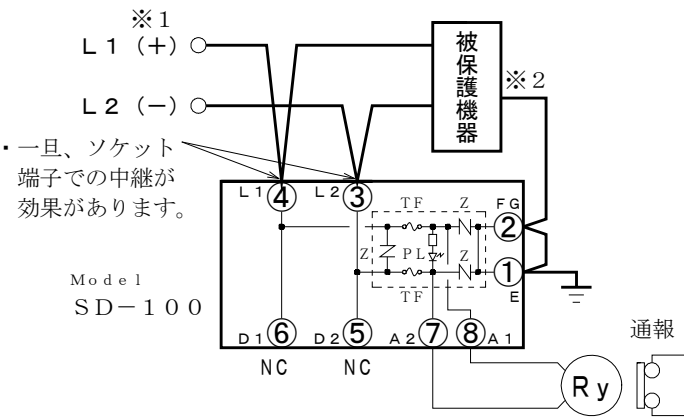 ※1
L1 (+)
L2 (−)
被保護機器
※2
・一旦、ソケット
端子での中継が
効果があります。
L1 ④ L2 ③
TF Z FG ②
Z PL Z ①
TF E
Model
SD−100
D1 ⑥ D2 ⑤ A2 ⑦ ⑧ A1
NC NC
通報
Ry